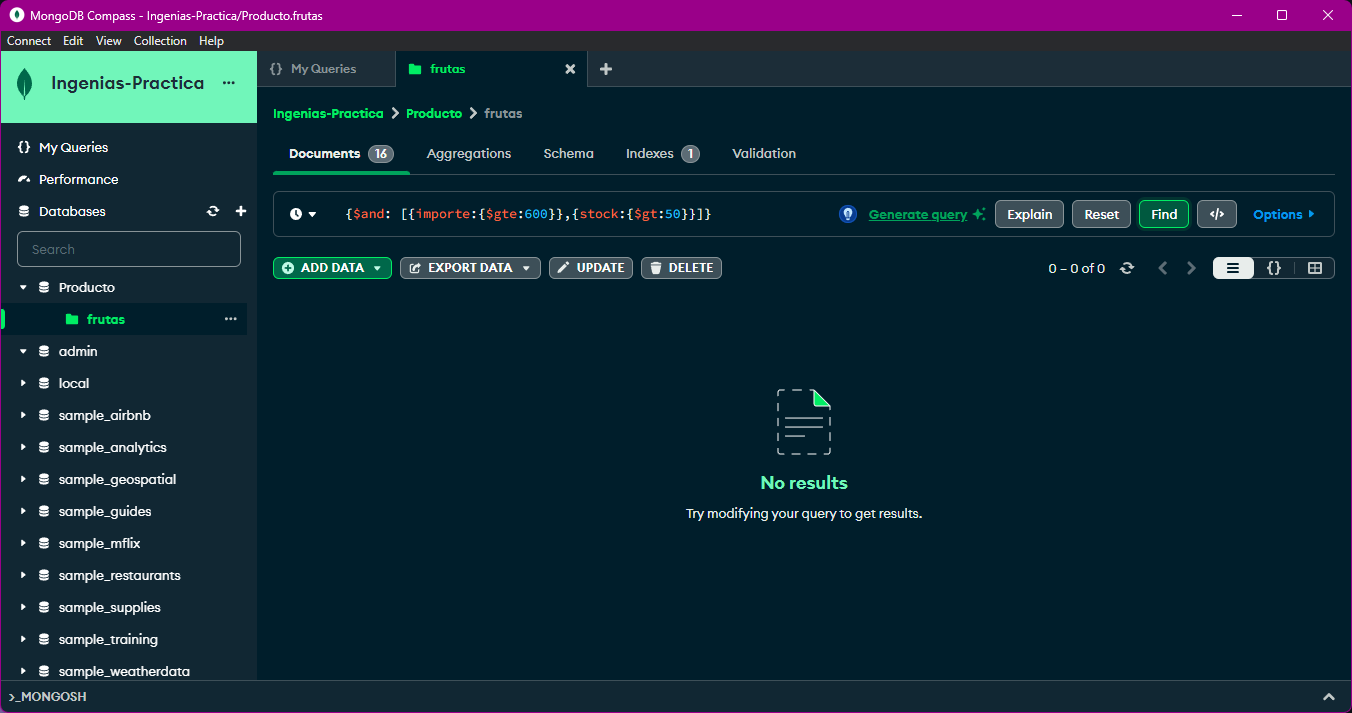 MongoDB Compass - Ingenias-Practica/Producto.frutas
Connect Edit View Collection Help
Ingenias-Practica ...
{} My Queries
frutas
Ingenias-Practica > Producto > frutas
My Queries
Performance
Databases
Search
Producto
frutas ...
admin
local
sample_airbnb
sample_analytics
sample_geospatial
sample_guides
sample_mflix
sample_restaurants
sample_supplies
sample_training
sample_weatherdata
Documents 16 Aggregations Schema Indexes 1 Validation
{$and: [{importe:{$gte:600}},{stock:{$gt:50}}]}
Generate query Explain Reset Find </> Options
ADD DATA EXPORT DATA UPDATE DELETE
0 – 0 of 0 {}
No results
Try modifying your query to get results.
>_MONGOSH